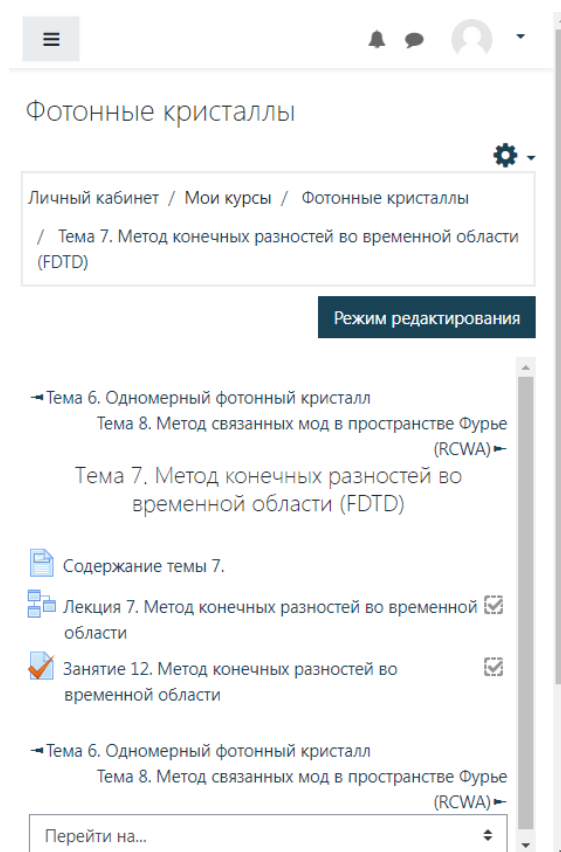 Фотонные кристаллы
Личный кабинет / Мои курсы / Фотонные кристаллы
/ Тема 7. Метод конечных разностей во временной области
(FDTD)
Режим редактирования
Тема 6. Одномерный фотонный кристалл
Тема 8. Метод связанных мод в пространстве Фурье
(RCWA)
Тема 7. Метод конечных разностей во
временной области (FDTD)
Содержание темы 7.
Лекция 7. Метод конечных разностей во временной
области
Занятие 12. Метод конечных разностей во
временной области
Тема 6. Одномерный фотонный кристалл
Тема 8. Метод связанных мод в пространстве Фурье
(RCWA)
Перейти на...